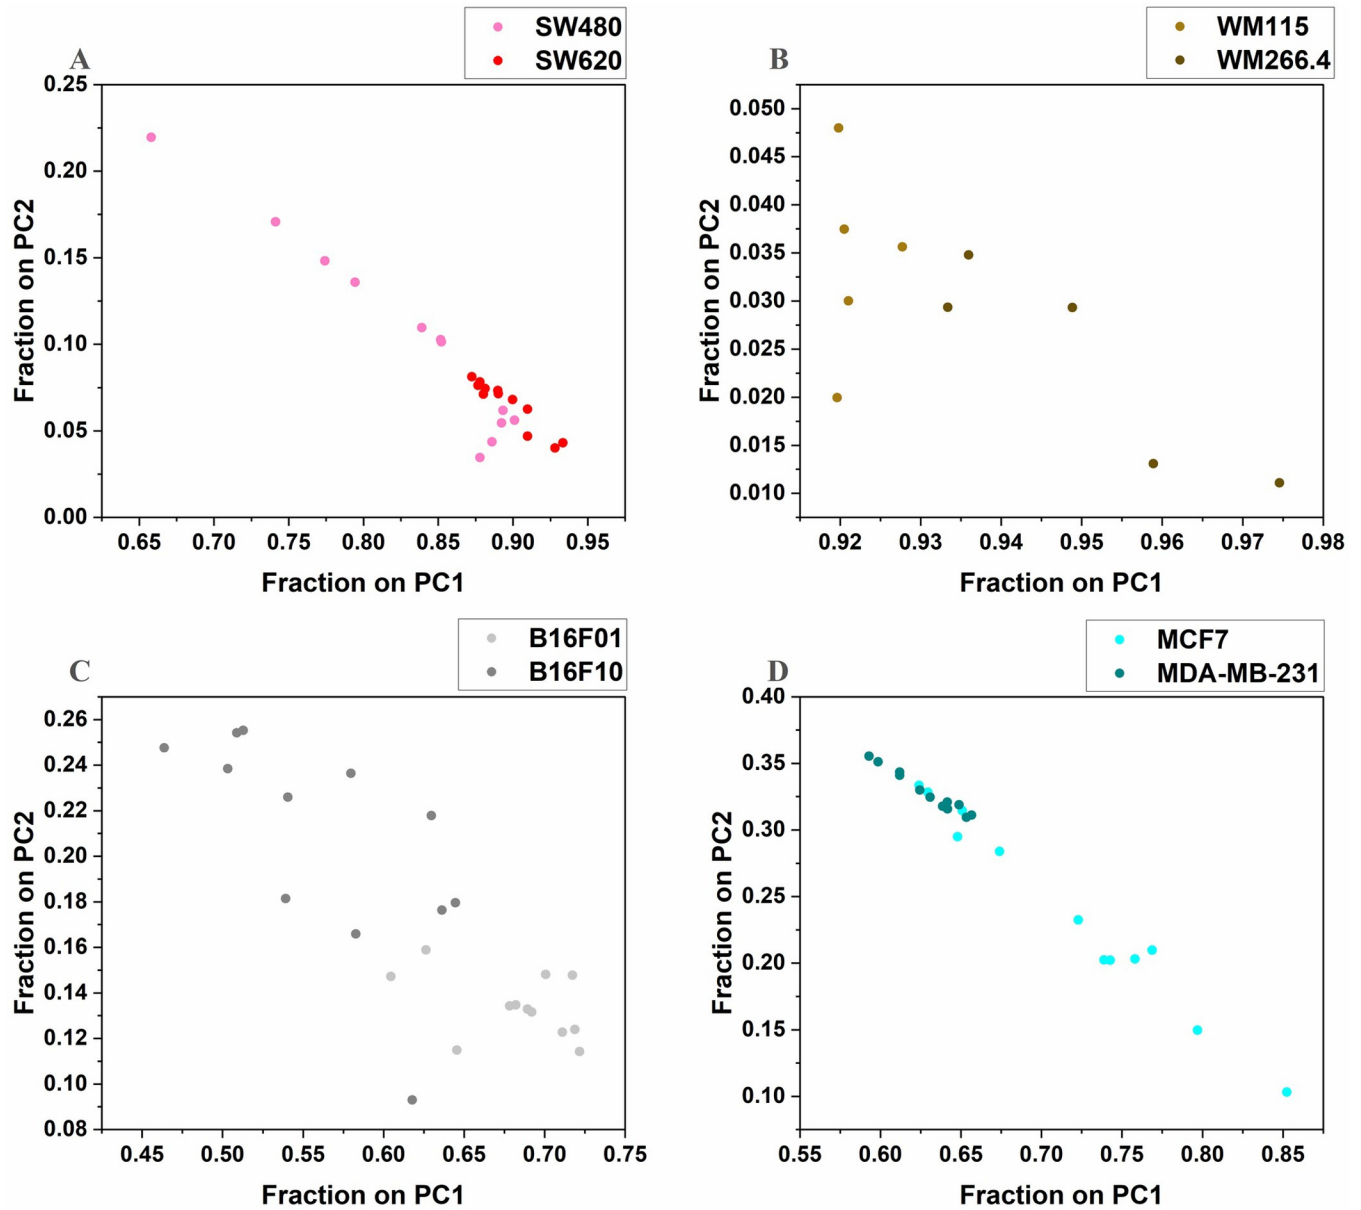 A
SW480
SW620
0.25
0.20
0.15
0.10
0.05
0.00
Fraction on PC2
0.65 0.70 0.75 0.80 0.85 0.90 0.95
Fraction on PC1
B
WM115
WM266.4
0.050
0.045
0.040
0.035
0.030
0.025
0.020
0.015
0.010
Fraction on PC2
0.92 0.93 0.94 0.95 0.96 0.97 0.98
Fraction on PC1
C
B16F01
B16F10
0.26
0.24
0.22
0.20
0.18
0.16
0.14
0.12
0.10
0.08
Fraction on PC2
0.45 0.50 0.55 0.60 0.65 0.70 0.75
Fraction on PC1
D
MCF7
MDA-MB-231
0.40
0.35
0.30
0.25
0.20
0.15
0.10
Fraction on PC2
0.55 0.60 0.65 0.70 0.75 0.80 0.85
Fraction on PC1